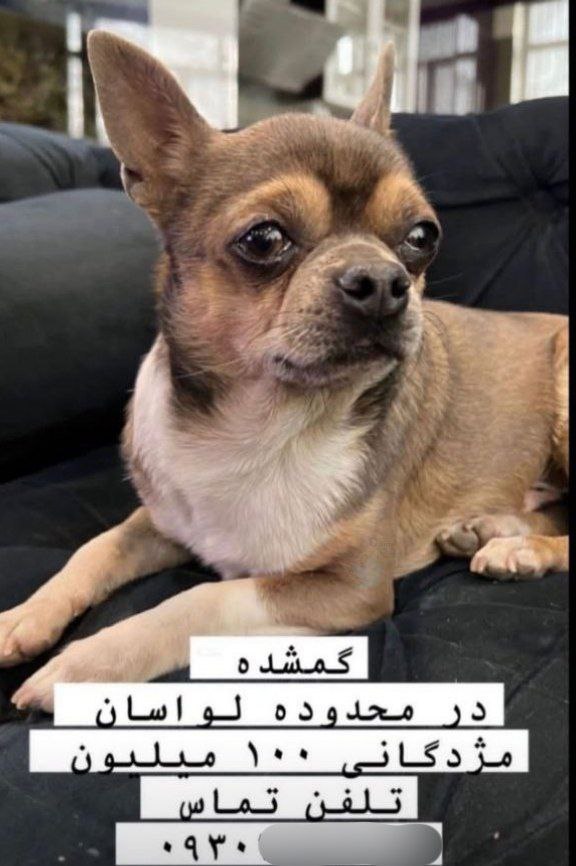 گمشده
در محدوده لواسان
مژدگانی ۱۰۰ میلیون
تلفن تماس
۰۹۳۰